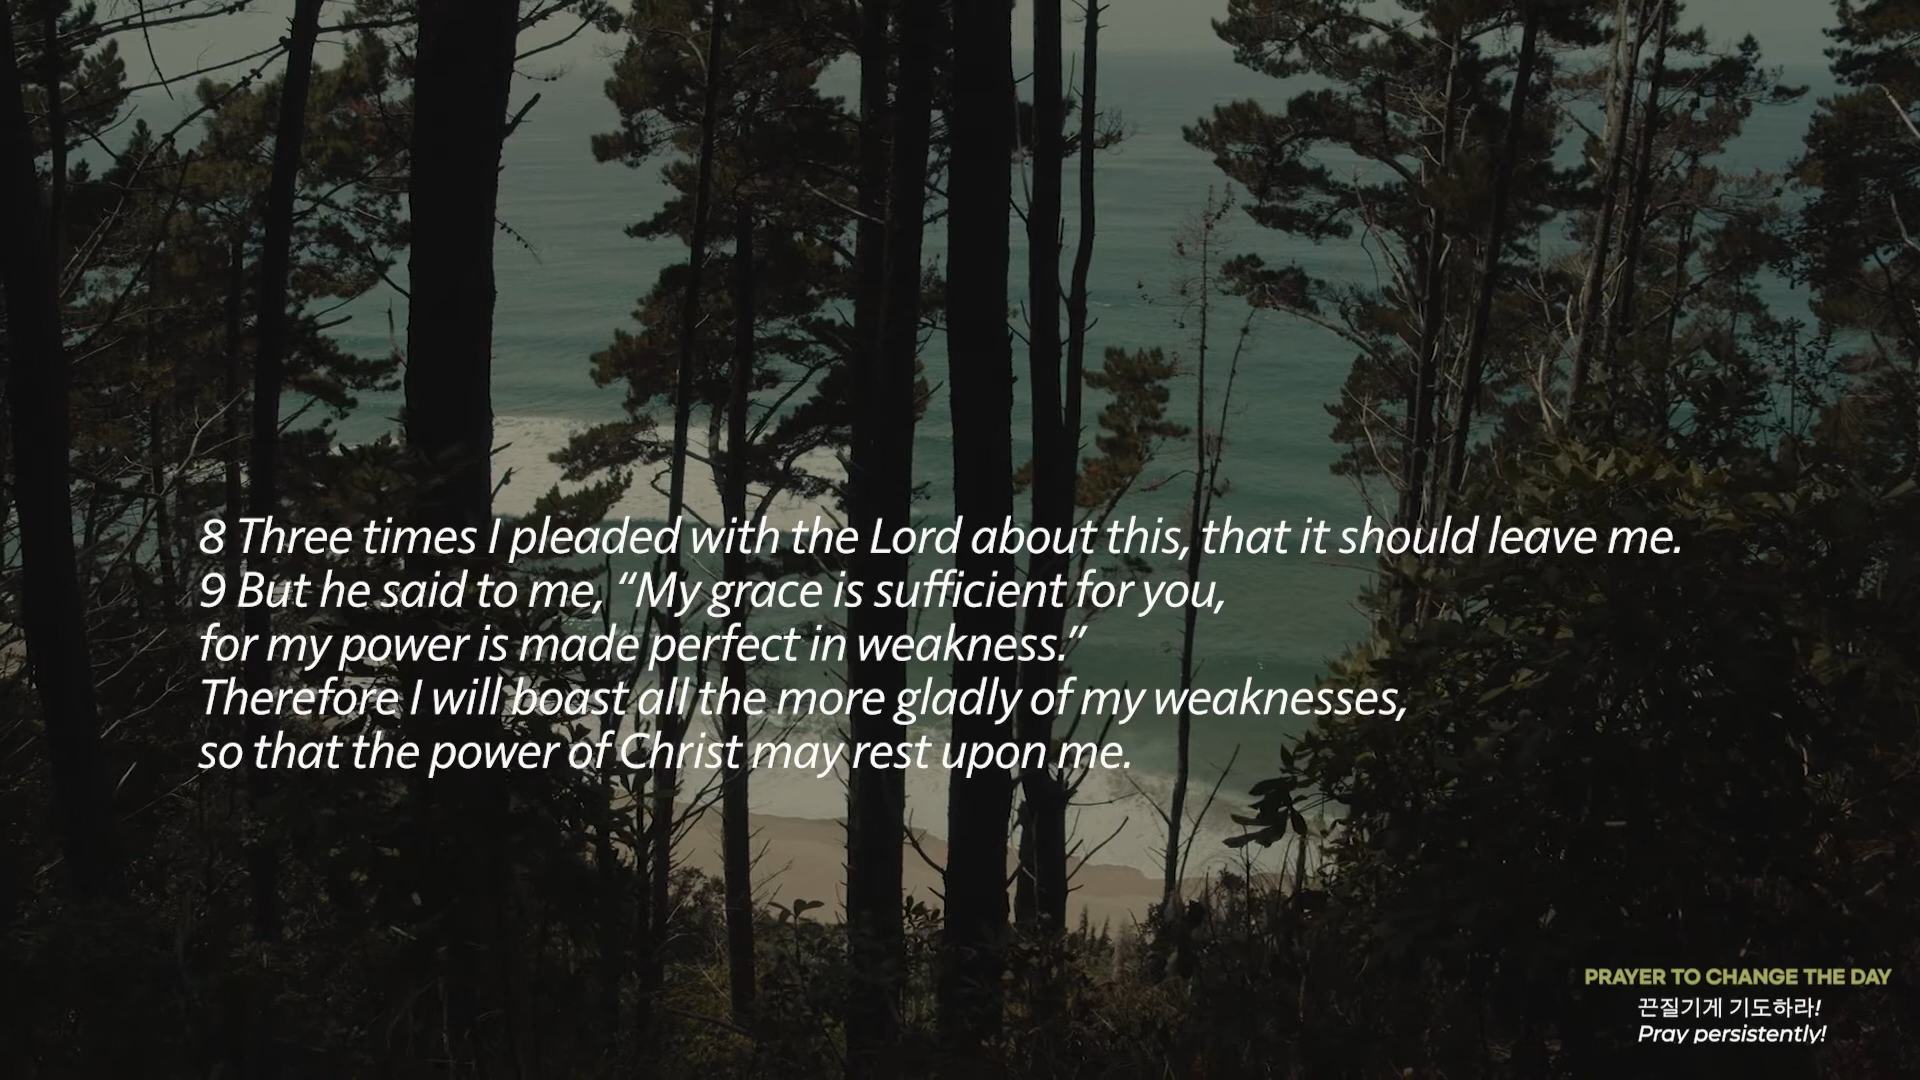 8 Three times I pleaded with the Lord about this, that it should leave me.
9 But he said to me, “My grace is sufficient for you,
for my power is made perfect in weakness.”
Therefore I will boast all the more gladly of my weaknesses,
so that the power of Christ may rest upon me.
PRAYER TO CHANGE THE DAY
끈질기게 기도하라!
Pray persistently!